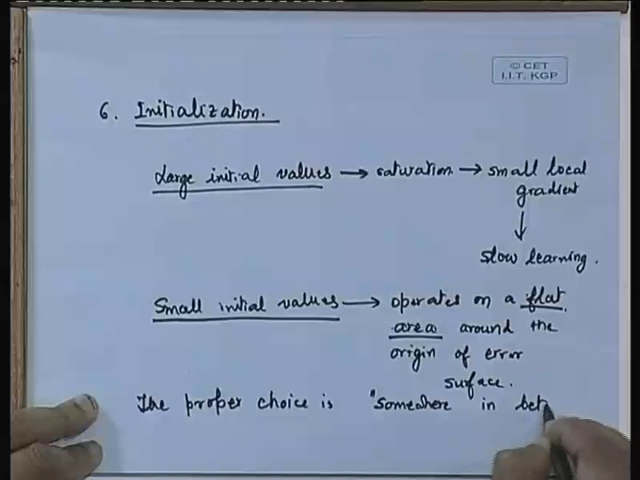 © CET
I.I.T. KGP
6. Initialization.
Large initial values → saturation → small local
gradient
↓
slow learning.
Small initial values → operates on a flat
area around the
origin of error
surface.
The proper choice is "somewhere in bet